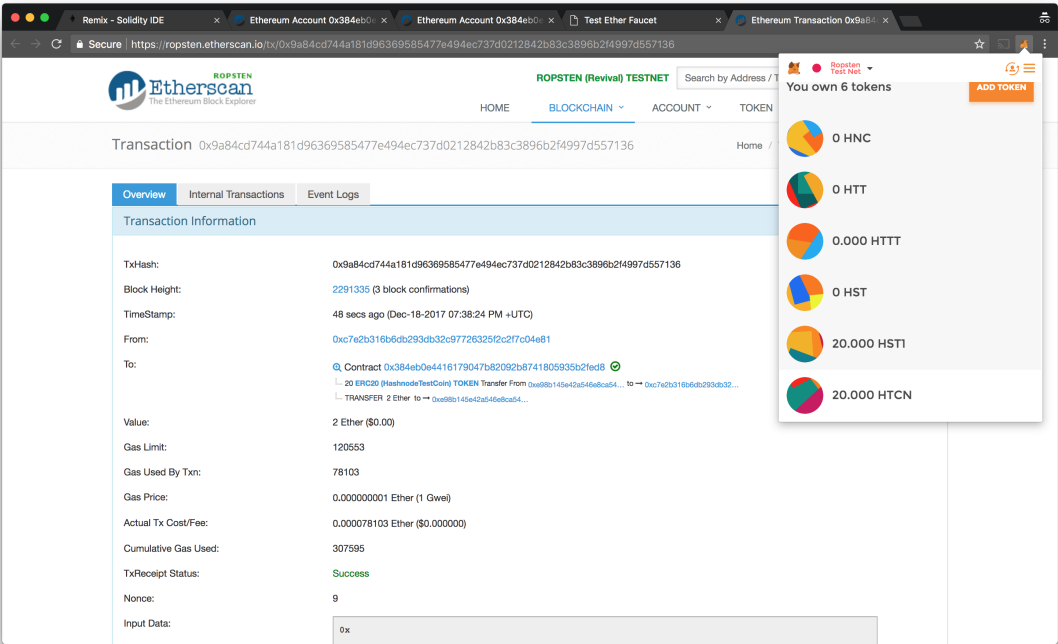 Remix - Solidity IDE
Ethereum Account 0x384eb0e
Ethereum Account 0x384eb0e
Test Ether Faucet
Ethereum Transaction 0x9a84
Secure https://ropsten.etherscan.io/tx/0x9a84cd744a181d96369585477e494ec737d0212842b83c3896b2f4997d557136
ROPSTEN
Etherscan
The Ethereum Block Explorer
ROPSTEN (Revival) TESTNET
Search by Address / T
HOME
BLOCKCHAIN
ACCOUNT
TOKEN
Transaction 0x9a84cd744a181d96369585477e494ec737d0212842b83c3896b2f4997d557136
Home /
Overview
Internal Transactions
Event Logs
Transaction Information
TxHash: 0x9a84cd744a181d96369585477e494ec737d0212842b83c3896b2f4997d557136
Block Height: 2291335 (3 block confirmations)
TimeStamp: 48 secs ago (Dec-18-2017 07:38:24 PM +UTC)
From: 0xc7e2b316b6db293db32c97726325f2c2f7c04e81
To: Contract 0x384eb0e4416179047b82092b8741805935b2fed8
20 ERC20 (HashnodeTestCoin) TOKEN Transfer From 0xe98b145e42a546e8ca54... to → 0xc7e2b316b6db293db32...
TRANSFER 2 Ether to → 0xe98b145e42a546e8ca54...
Value: 2 Ether ($0.00)
Gas Limit: 120553
Gas Used By Txn: 78103
Gas Price: 0.000000001 Ether (1 Gwei)
Actual Tx Cost/Fee: 0.000078103 Ether ($0.000000)
Cumulative Gas Used: 307595
TxReceipt Status: Success
Nonce: 9
Input Data: 0x
Ropsten
Test Net
You own 6 tokens
ADD TOKEN
0 HNC
0 HTT
0.000 HTTT
0 HST
20.000 HST1
20.000 HTCN